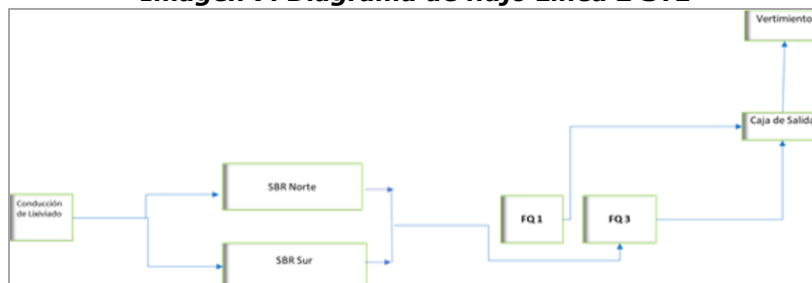 Vertimiento
Caja de Salida
SBR Norte
Conducción
de Lixiviado
FQ 1
FQ 3
SBR Sur